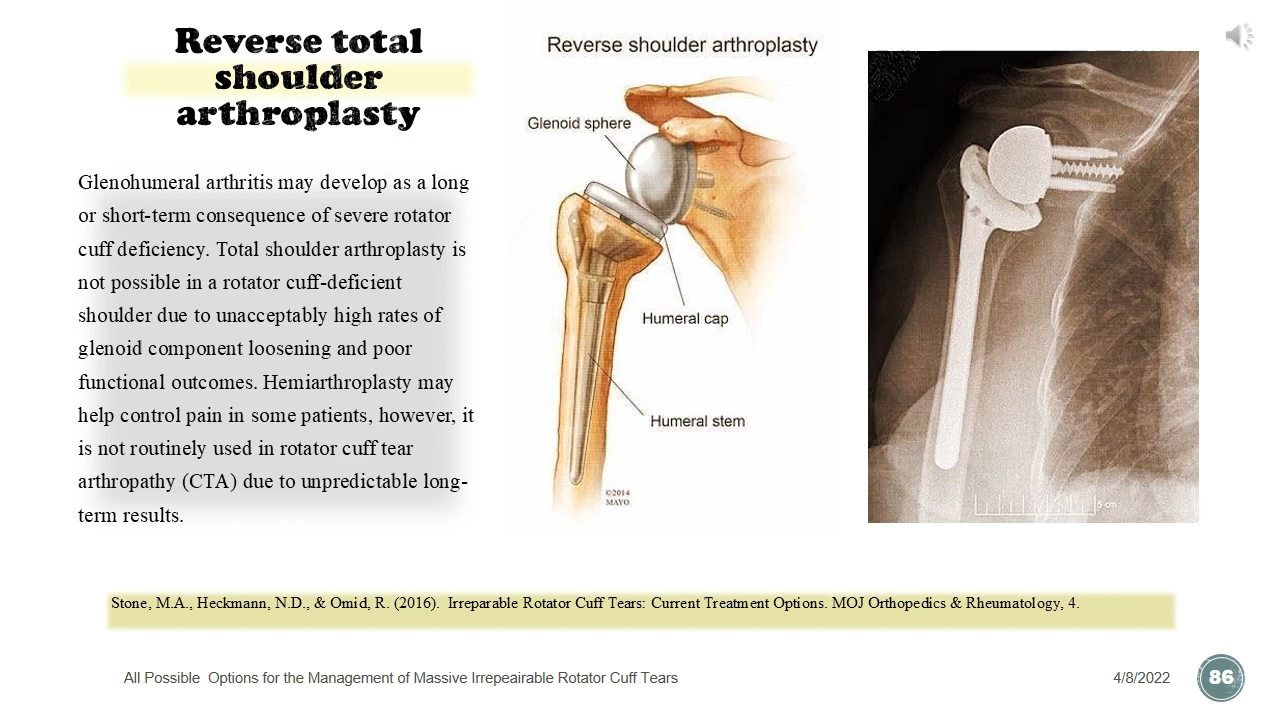 Reverse total
shoulder
arthroplasty
Glenohumeral arthritis may develop as a long
or short-term consequence of severe rotator
cuff deficiency. Total shoulder arthroplasty is
not possible in a rotator cuff-deficient
shoulder due to unacceptably high rates of
glenoid component loosening and poor
functional outcomes. Hemiarthroplasty may
help control pain in some patients, however, it
is not routinely used in rotator cuff tear
arthropathy (CTA) due to unpredictable long-
term results.
Reverse shoulder arthroplasty
Glenoid sphere
Humeral cap
Humeral stem
©2014
MAYO
5 cm
Stone, M.A., Heckmann, N.D., & Omid, R. (2016).  Irreparable Rotator Cuff Tears: Current Treatment Options. MOJ Orthopedics & Rheumatology, 4.
All Possible  Options for the Management of Massive Irrepeairable Rotator Cuff Tears
4/8/2022
86